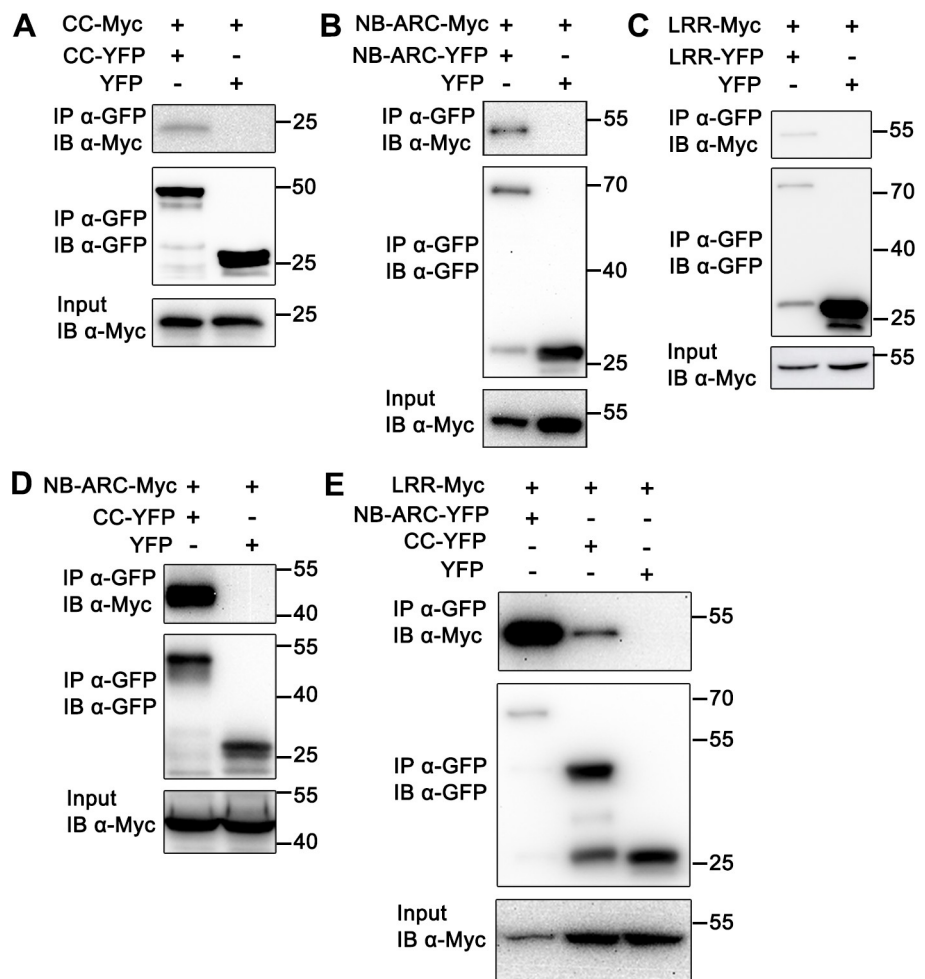 A
CC-Myc + +
CC-YFP + -
YFP - +
IP α-GFP
IB α-Myc
25
IP α-GFP
IB α-GFP
50
25
Input
IB α-Myc
25
B
NB-ARC-Myc + +
NB-ARC-YFP + -
YFP - +
IP α-GFP
IB α-Myc
55
IP α-GFP
IB α-GFP
70
40
25
Input
IB α-Myc
55
C
LRR-Myc + +
LRR-YFP + -
YFP - +
IP α-GFP
IB α-Myc
55
IP α-GFP
IB α-GFP
70
40
25
Input
IB α-Myc
55
D
NB-ARC-Myc + +
CC-YFP + -
YFP - +
IP α-GFP
IB α-Myc
55
40
IP α-GFP
IB α-GFP
55
40
25
Input
IB α-Myc
55
40
E
LRR-Myc + + +
NB-ARC-YFP + - -
CC-YFP - + -
YFP - - +
IP α-GFP
IB α-Myc
55
IP α-GFP
IB α-GFP
70
55
25
Input
IB α-Myc
55